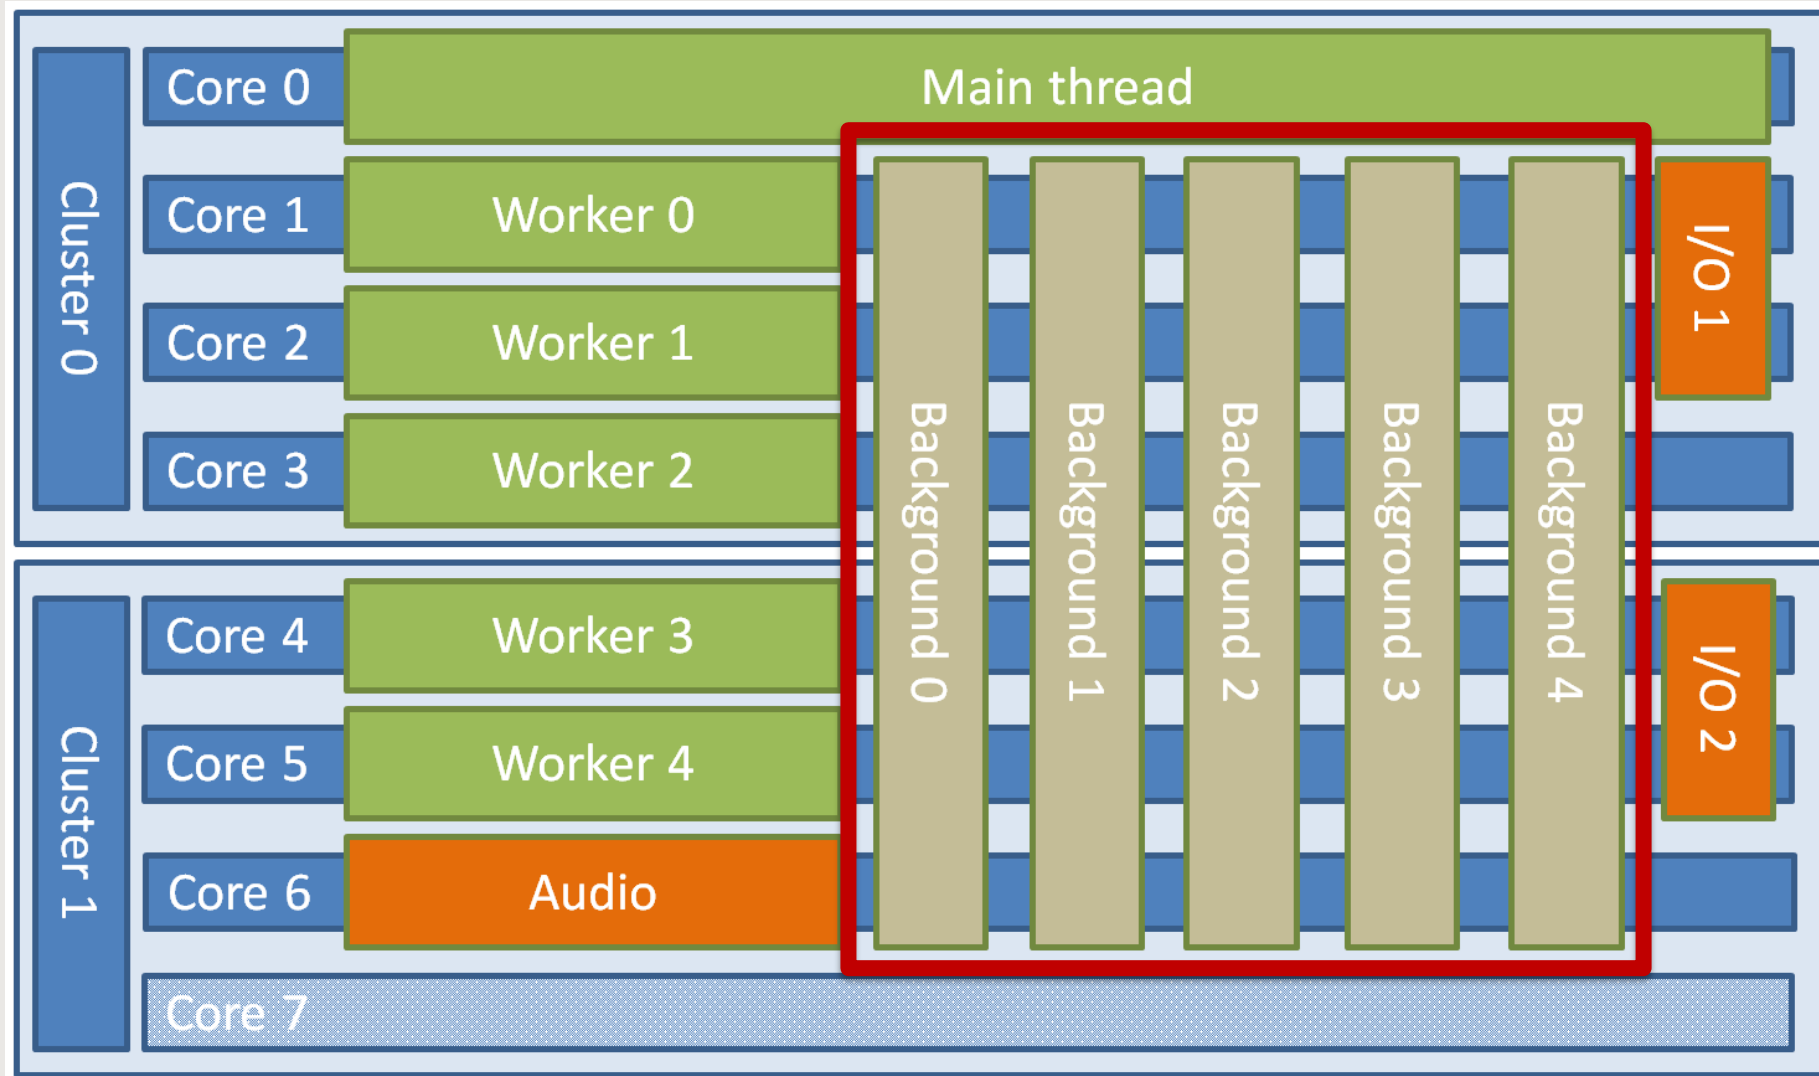 Cluster 0
Core 0
Main thread
Core 1
Worker 0
Core 2
Worker 1
Core 3
Worker 2
Background 0
Background 1
Background 2
Background 3
Background 4
I/O 1
Cluster 1
Core 4
Worker 3
Core 5
Worker 4
Core 6
Audio
I/O 2
Core 7